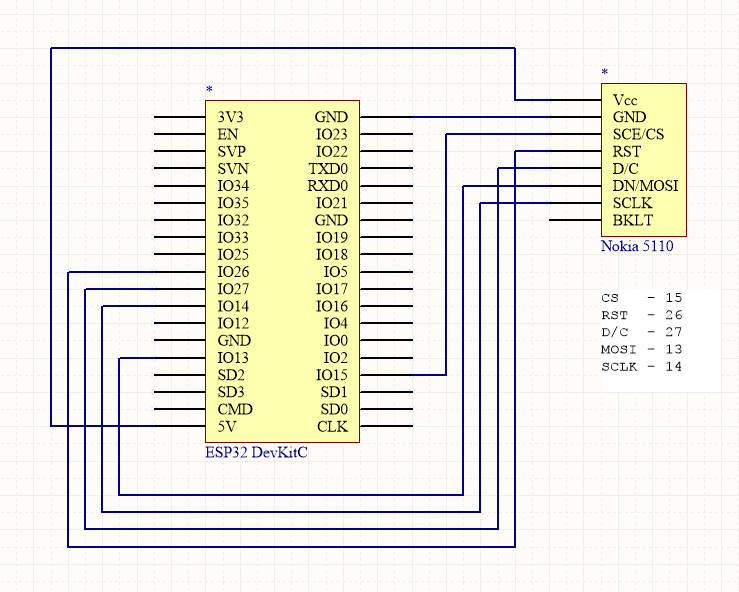 *
3V3 GND
EN IO23
SVP IO22
SVN TXD0
IO34 RXD0
IO35 IO21
IO32 GND
IO33 IO19
IO25 IO18
IO26 IO5
IO27 IO17
IO14 IO16
IO12 IO4
GND IO0
IO13 IO2
SD2 IO15
SD3 SD1
CMD SD0
5V CLK
ESP32 DevKitC
*
Vcc
GND
SCE/CS
RST
D/C
DN/MOSI
SCLK
BKLT
Nokia 5110
CS - 15
RST - 26
D/C - 27
MOSI - 13
SCLK - 14